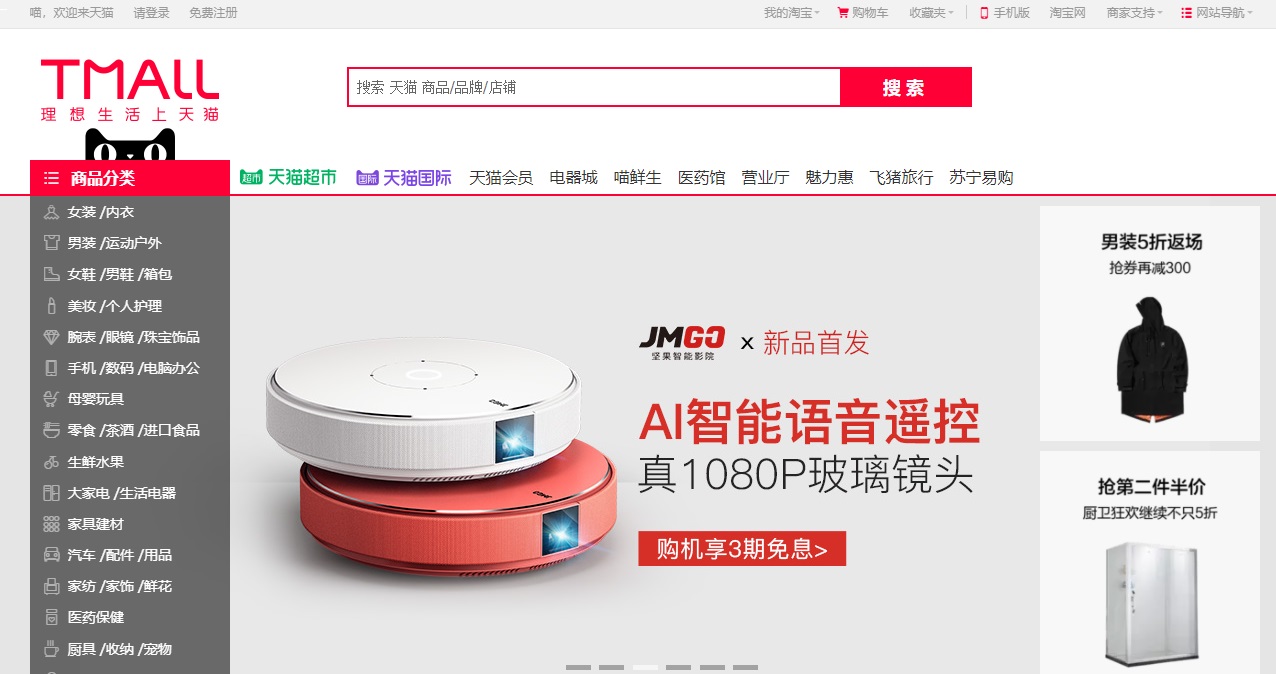 喵，欢迎来天猫 请登录 免费注册 我的淘宝 购物车 收藏夹 手机版 淘宝网 商家支持 网站导航
TMALL
理想生活上天猫
搜索 天猫 商品/品牌/店铺 搜索
商品分类 超市 天猫超市 国际 天猫国际 天猫会员 电器城 喵鲜生 医药馆 营业厅 魅力惠 飞猪旅行 苏宁易购
女装 /内衣
男装 /运动户外
女鞋 /男鞋 /箱包
美妆 /个人护理
腕表 /眼镜 /珠宝饰品
手机 /数码 /电脑办公
母婴玩具
零食 /茶酒 /进口食品
生鲜水果
大家电 /生活电器
家具建材
汽车 /配件 /用品
家纺 /家饰 /鲜花
医药保健
厨具 /收纳 /宠物
JMGO x 新品首发
坚果智能影院
AI智能语音遥控
真1080P玻璃镜头
购机享3期免息>
男装5折返场
抢券再减300
抢第二件半价
厨卫狂欢继续不只5折